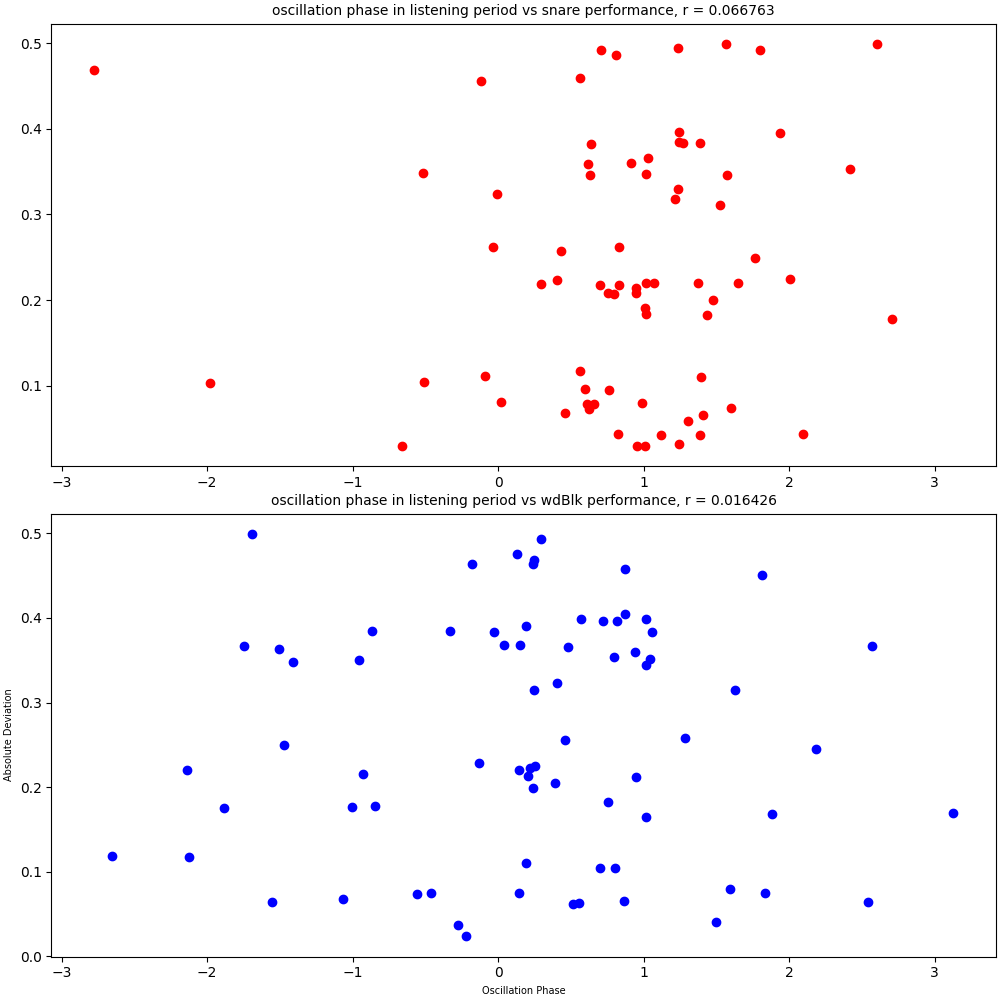 oscillation phase in listening period vs snare performance, r = 0.066763
0.5
0.4
0.3
0.2
0.1
−3 −2 −1 0 1 2 3
oscillation phase in listening period vs wdBlk performance, r = 0.016426
Absolute Deviation
0.5
0.4
0.3
0.2
0.1
0.0
−3 −2 −1 0 1 2 3
Oscillation Phase